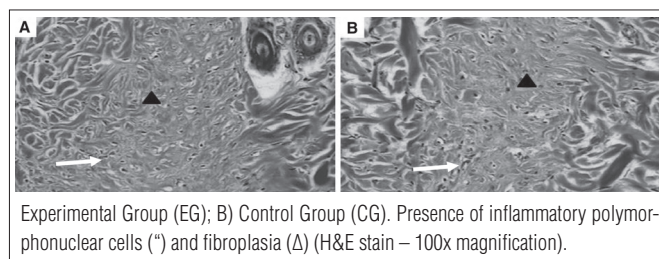 A
B
Experimental Group (EG); B) Control Group (CG). Presence of inflammatory polymor-
phonuclear cells (“) and fibroplasia (Δ) (H&E stain – 100x magnification).